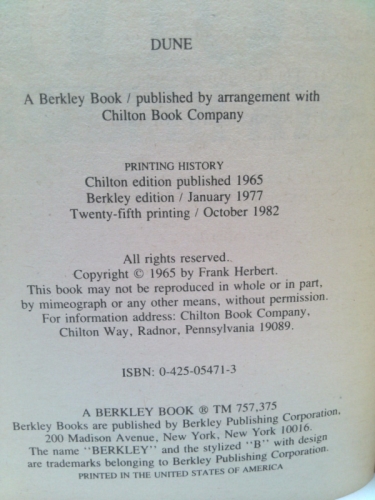 DUNE
A Berkley Book / published by arrangement with
Chilton Book Company
PRINTING HISTORY
Chilton edition published 1965
Berkley edition / January 1977
Twenty-fifth printing / October 1982
All rights reserved.
Copyright © 1965 by Frank Herbert.
This book may not be reproduced in whole or in part,
by mimeograph or any other means, without permission.
For information address: Chilton Book Company,
Chilton Way, Radnor, Pennsylvania 19089.
ISBN: 0-425-05471-3
A BERKLEY BOOK ® TM 757,375
Berkley Books are published by Berkley Publishing Corporation,
200 Madison Avenue, New York, New York 10016.
The name "BERKLEY" and the stylized "B" with design
are trademarks belonging to Berkley Publishing Corporation.
PRINTED IN THE UNITED STATES OF AMERICA